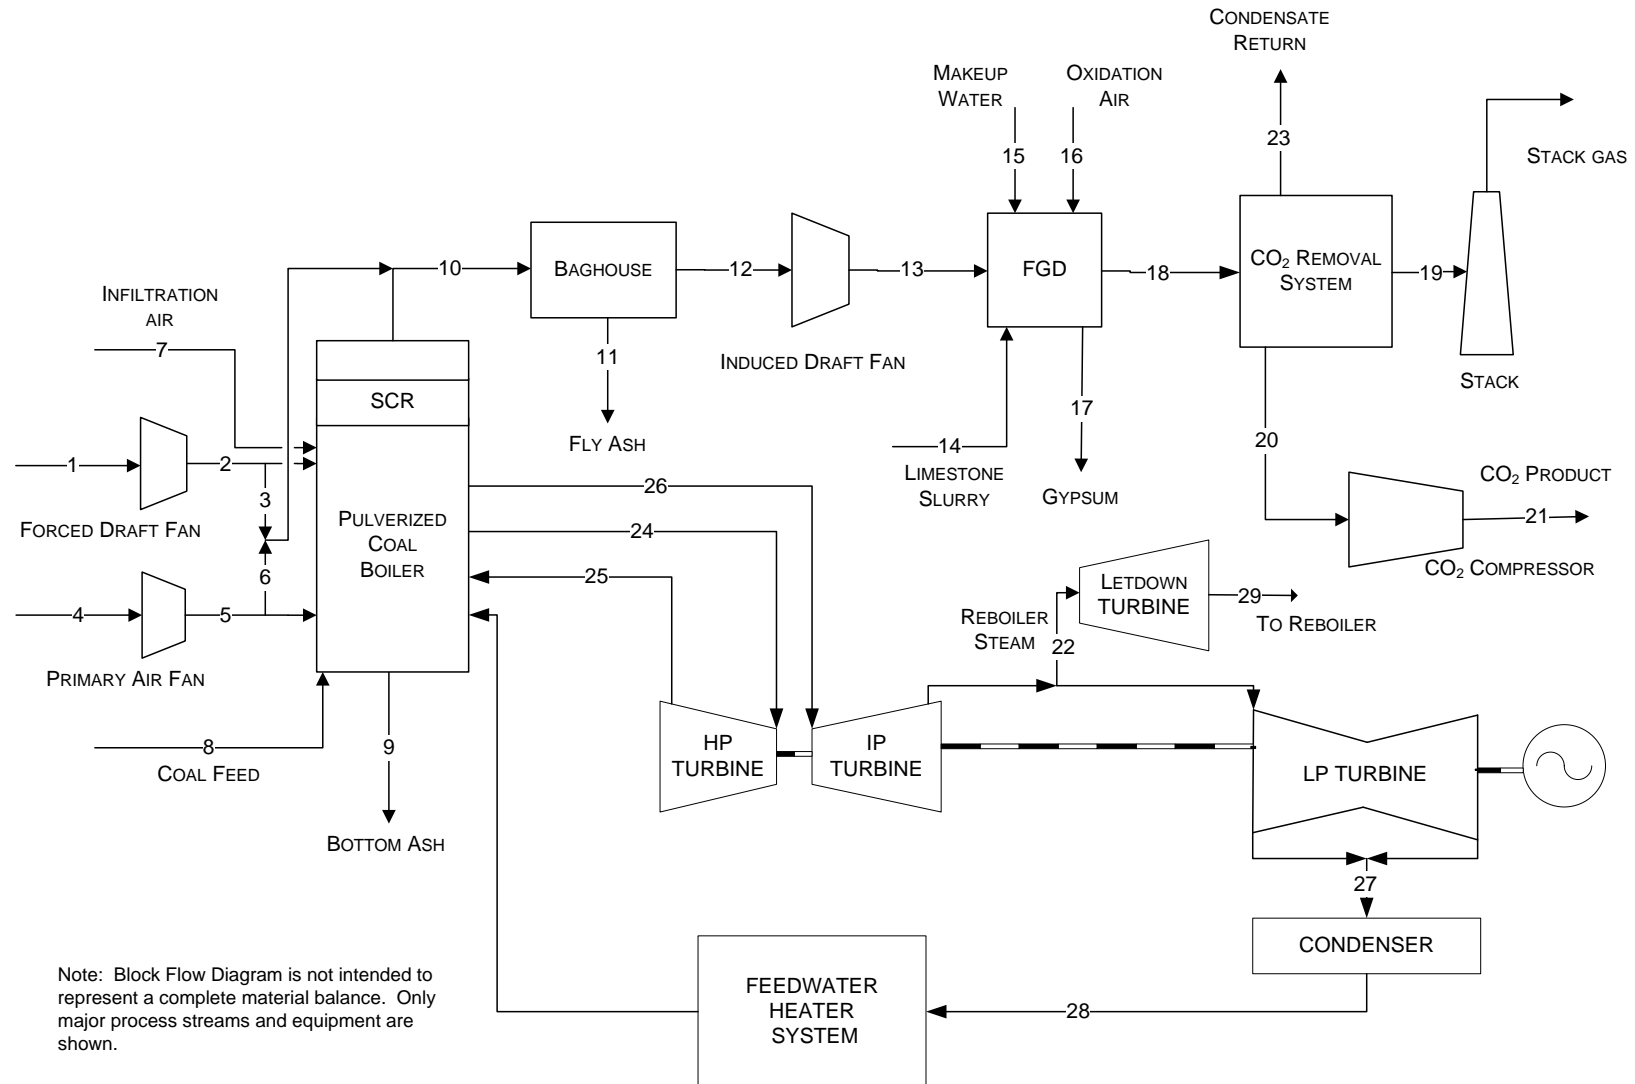 CONDENSATE
RETURN
MAKEUP
WATER
OXIDATION
AIR
23
15
16
STACK GAS
10
BAGHOUSE
12
13
FGD
18
CO₂ REMOVAL
SYSTEM
19
INFILTRATION
AIR
7
11
INDUCED DRAFT FAN
STACK
SCR
17
14
20
FLY ASH
LIMESTONE
SLURRY
GYPSUM
CO₂ PRODUCT
21
CO₂ COMPRESSOR
1
2
3
FORCED DRAFT FAN
6
4
5
PRIMARY AIR FAN
PULVERIZED
COAL
BOILER
26
24
25
REBOILER
STEAM
22
LETDOWN
TURBINE
29
TO REBOILER
8
COAL FEED
9
BOTTOM ASH
HP
TURBINE
IP
TURBINE
LP TURBINE
27
CONDENSER
FEEDWATER
HEATER
SYSTEM
28
Note: Block Flow Diagram is not intended to
represent a complete material balance. Only
major process streams and equipment are
shown.